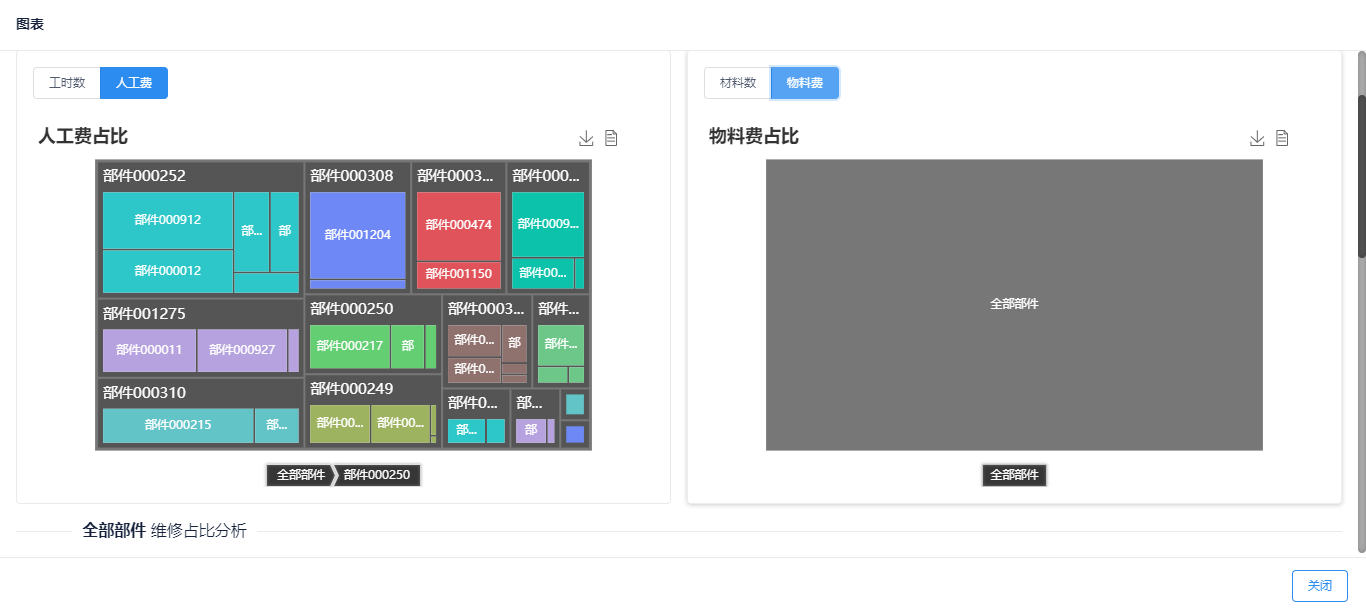 图表
工时数 人工费
材料数 物料费
人工费占比
物料费占比
部件000252
部件000912
部件000012
部...
部
部件000308
部件001204
部件0003...
部件000474
部件001150
部件000...
部件0009...
部件00...
部件001275
部件000011
部件000927
部件000310
部件000215
部...
部件000250
部件000217
部
部件000249
部件00...
部件00...
部件0003...
部件0...
部
部件0...
部件...
部件...
部件0...
部...
部...
部
全部部件 部件000250
全部部件
全部部件
全部部件 维修占比分析
关闭